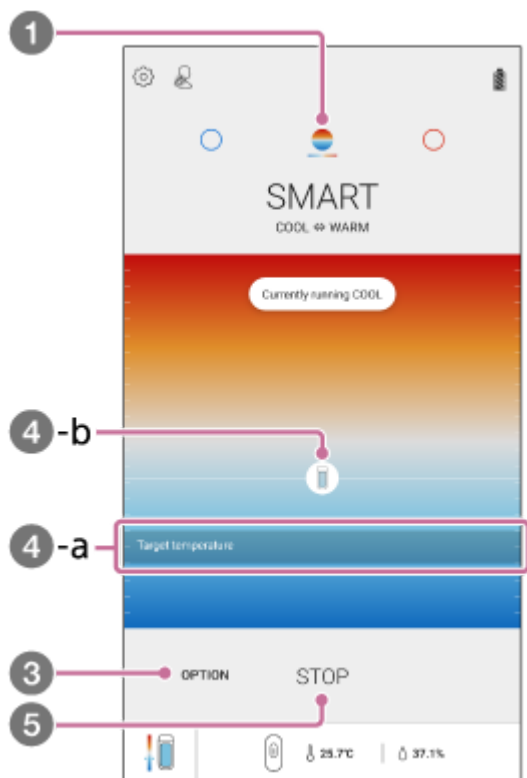 1
SMART
COOL ⇔ WARM
Currently running COOL
4 -b
4 -a
Target temperature
3
OPTION
STOP
5
25.7°C
37.1%